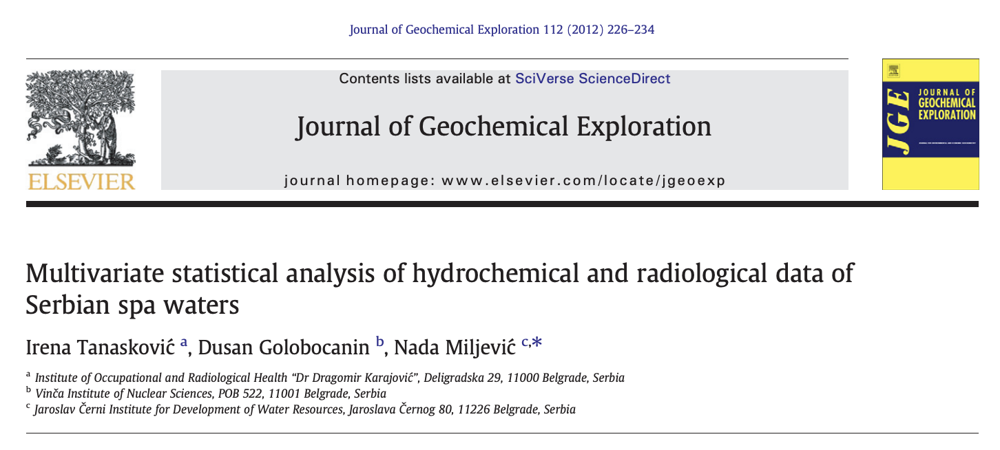 Journal of Geochemical Exploration 112 (2012) 226–234
Contents lists available at SciVerse ScienceDirect
Journal of Geochemical Exploration
journal homepage: www.elsevier.com/locate/jgeoexp
ELSEVIER
JGE
JOURNAL OF
GEOCHEMICAL
EXPLORATION
Multivariate statistical analysis of hydrochemical and radiological data of
Serbian spa waters
Irena Tanasković a, Dusan Golobocanin b, Nada Miljević c,*
a Institute of Occupational and Radiological Health “Dr Dragomir Karajović”, Deligradska 29, 11000 Belgrade, Serbia
b Vinča Institute of Nuclear Sciences, POB 522, 11001 Belgrade, Serbia
c Jaroslav Černi Institute for Development of Water Resources, Jaroslava Černog 80, 11226 Belgrade, Serbia